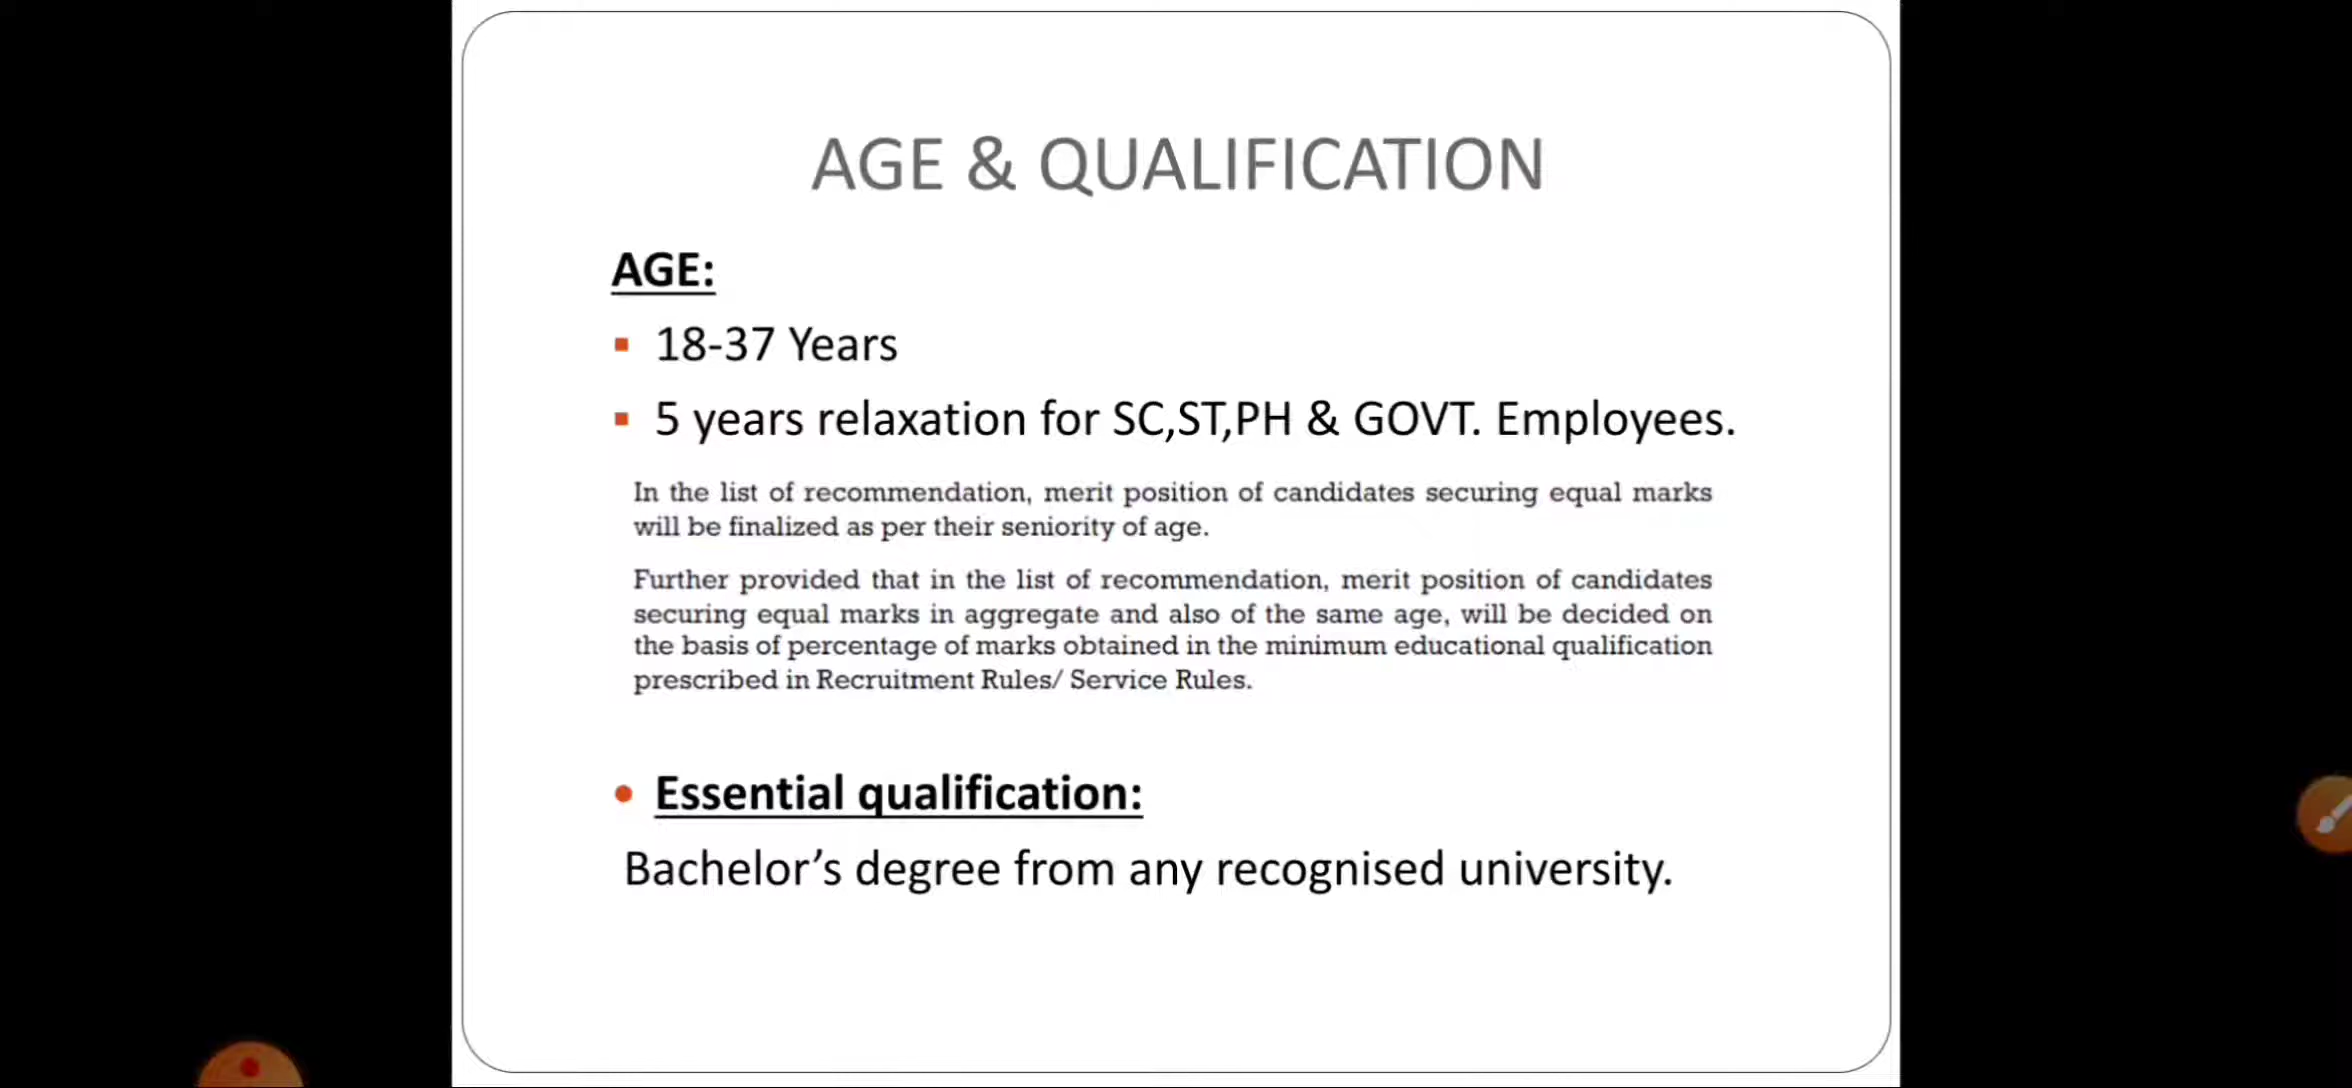 AGE & QUALIFICATION
AGE:
18-37 Years
5 years relaxation for SC,ST,PH & GOVT. Employees.
In the list of recommendation, merit position of candidates securing equal marks
will be finalized as per their seniority of age.
Further provided that in the list of recommendation, merit position of candidates
securing equal marks in aggregate and also of the same age, will be decided on
the basis of percentage of marks obtained in the minimum educational qualification
prescribed in Recruitment Rules/ Service Rules.
Essential qualification:
Bachelor’s degree from any recognised university.